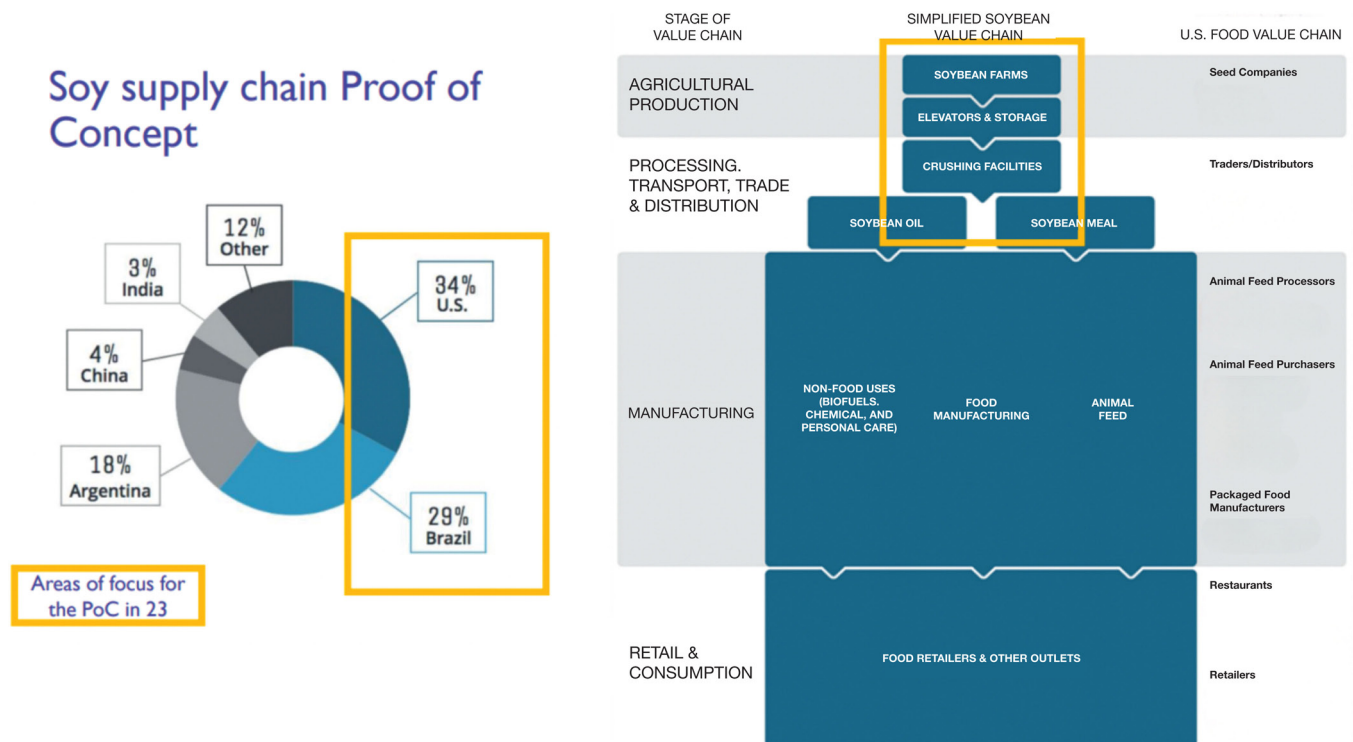 Soy supply chain Proof of
Concept
12%
Other
3%
India
4%
China
18%
Argentina
34%
U.S.
29%
Brazil
Areas of focus for
the PoC in 23
STAGE OF
VALUE CHAIN
SIMPLIFIED SOYBEAN
VALUE CHAIN
U.S. FOOD VALUE CHAIN
AGRICULTURAL
PRODUCTION
SOYBEAN FARMS
ELEVATORS & STORAGE
Seed Companies
PROCESSING.
TRANSPORT, TRADE
& DISTRIBUTION
CRUSHING FACILITIES
SOYBEAN OIL
SOYBEAN MEAL
Traders/Distributors
MANUFACTURING
NON-FOOD USES
(BIOFUELS.
CHEMICAL, AND
PERSONAL CARE)
FOOD
MANUFACTURING
ANIMAL
FEED
Animal Feed Processors
Animal Feed Purchasers
Packaged Food
Manufacturers
RETAIL &
CONSUMPTION
FOOD RETAILERS & OTHER OUTLETS
Restaurants
Retailers